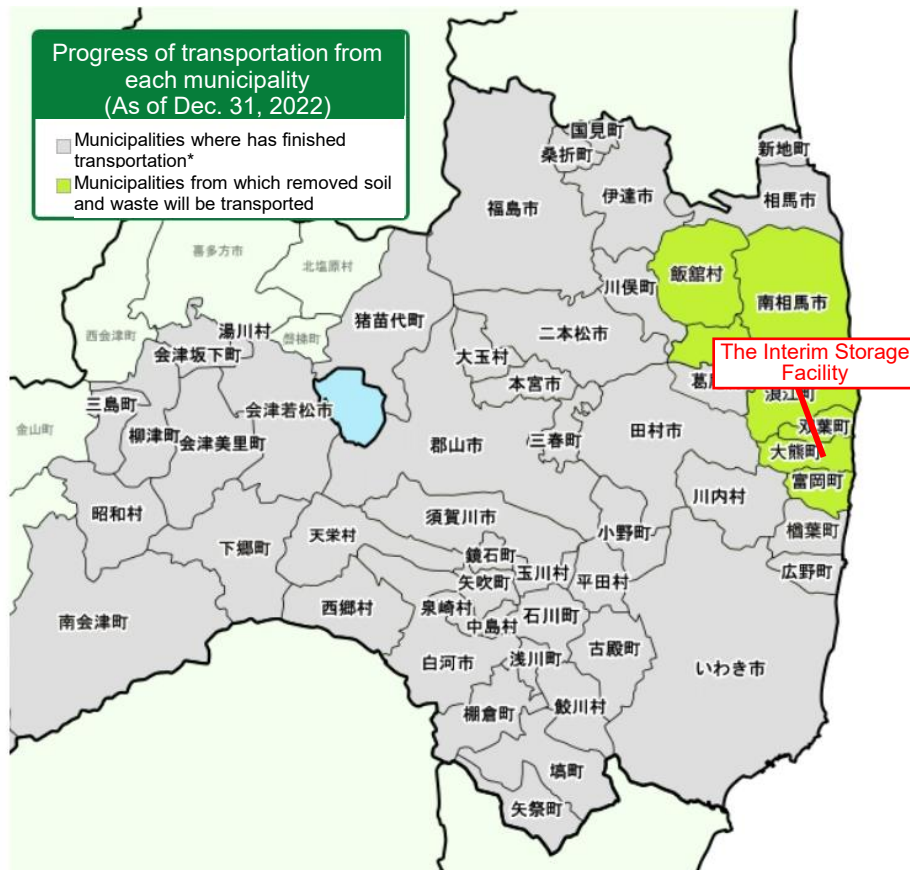 Progress of transportation from
each municipality
(As of Dec. 31, 2022)
Municipalities where has finished
transportation*
Municipalities from which removed soil
and waste will be transported
国見町
桑折町
新地町
伊達市
相馬市
福島市
喜多方市
北塩原村
飯舘村
川俣町
南相馬市
猪苗代町
西会津町
湯川村
磐梯町
二本松市
会津坂下町
大玉村
The Interim Storage
Facility
本宮市
葛
浪江町
三島町
会津若松市
金山町
柳津町
会津美里町
郡山市
三春町
田村市
双葉町
大熊町
富岡町
川内村
昭和村
須賀川市
小野町
楢葉町
下郷町
天栄村
鏡石町
玉川村
平田村
広野町
矢吹町
南会津町
西郷村
泉崎村
中島村
石川町
古殿町
白河市
浅川町
いわき市
棚倉町
鮫川村
塙町
矢祭町